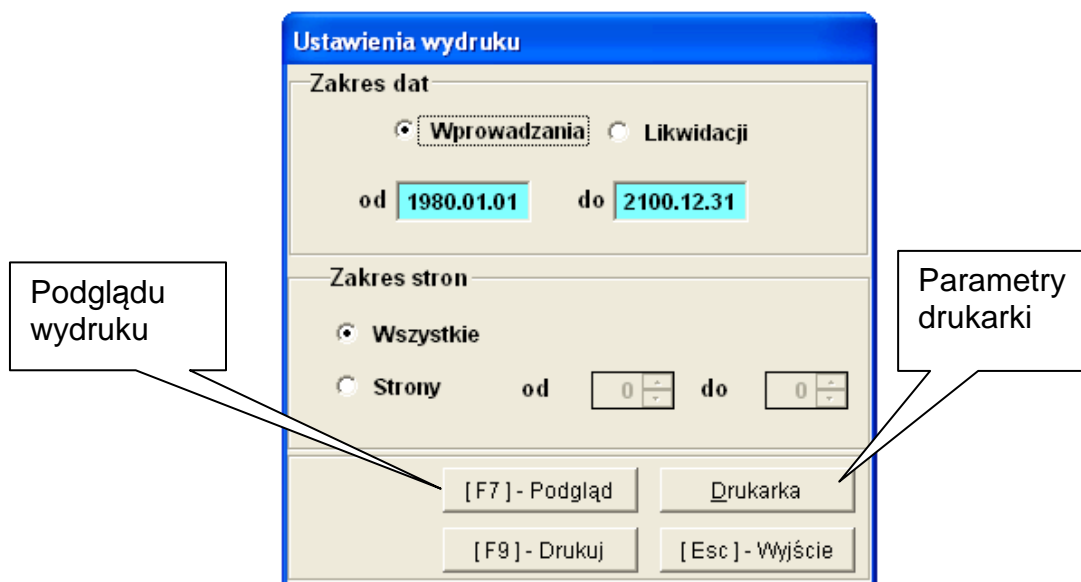 Ustawienia wydruku
Zakres dat
Wprowadzania Likwidacji
od 1980.01.01 do 2100.12.31
Podglądu
wydruku
Zakres stron
Parametry
drukarki
Wszystkie
Strony od 0 do 0
[ F7 ] - Podgląd Drukarka
[ F9 ] - Drukuj [ Esc ] - Wyjście